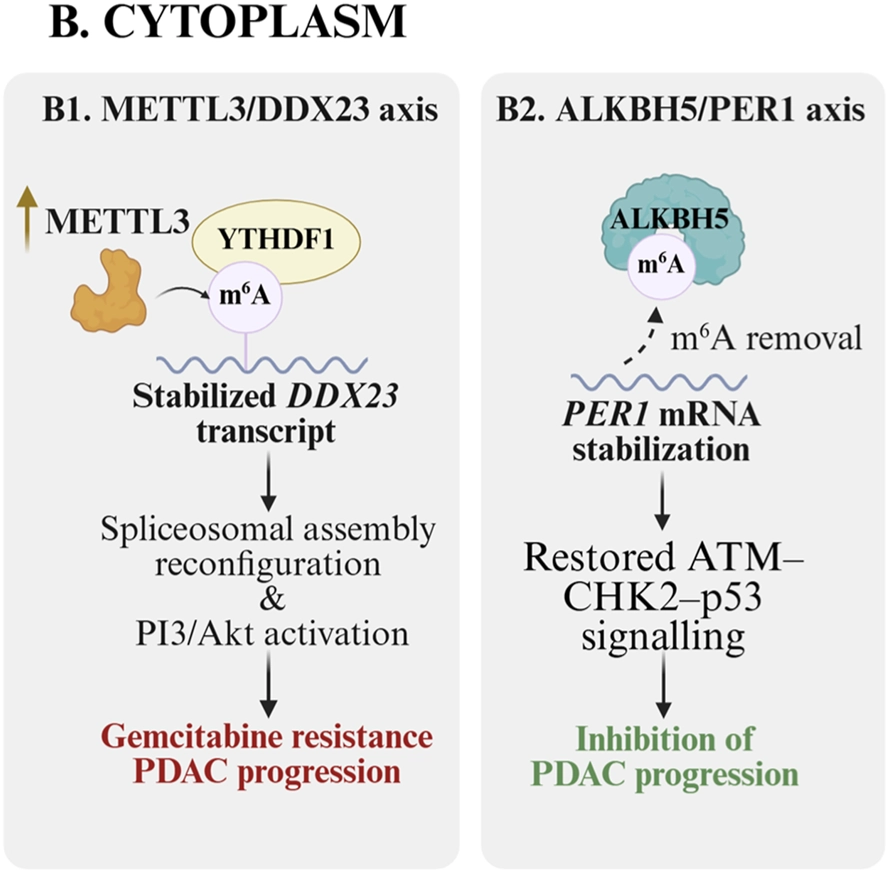 B. CYTOPLASM
B1. METTL3/DDX23 axis
METTL3
YTHDF1
m⁶A
Stabilized DDX23
transcript
Spliceosomal assembly
reconfiguration
&
PI3/Akt activation
Gemcitabine resistance
PDAC progression
B2. ALKBH5/PER1 axis
ALKBH5
m⁶A
m⁶A removal
PER1 mRNA
stabilization
Restored ATM–
CHK2–p53
signalling
Inhibition of
PDAC progression